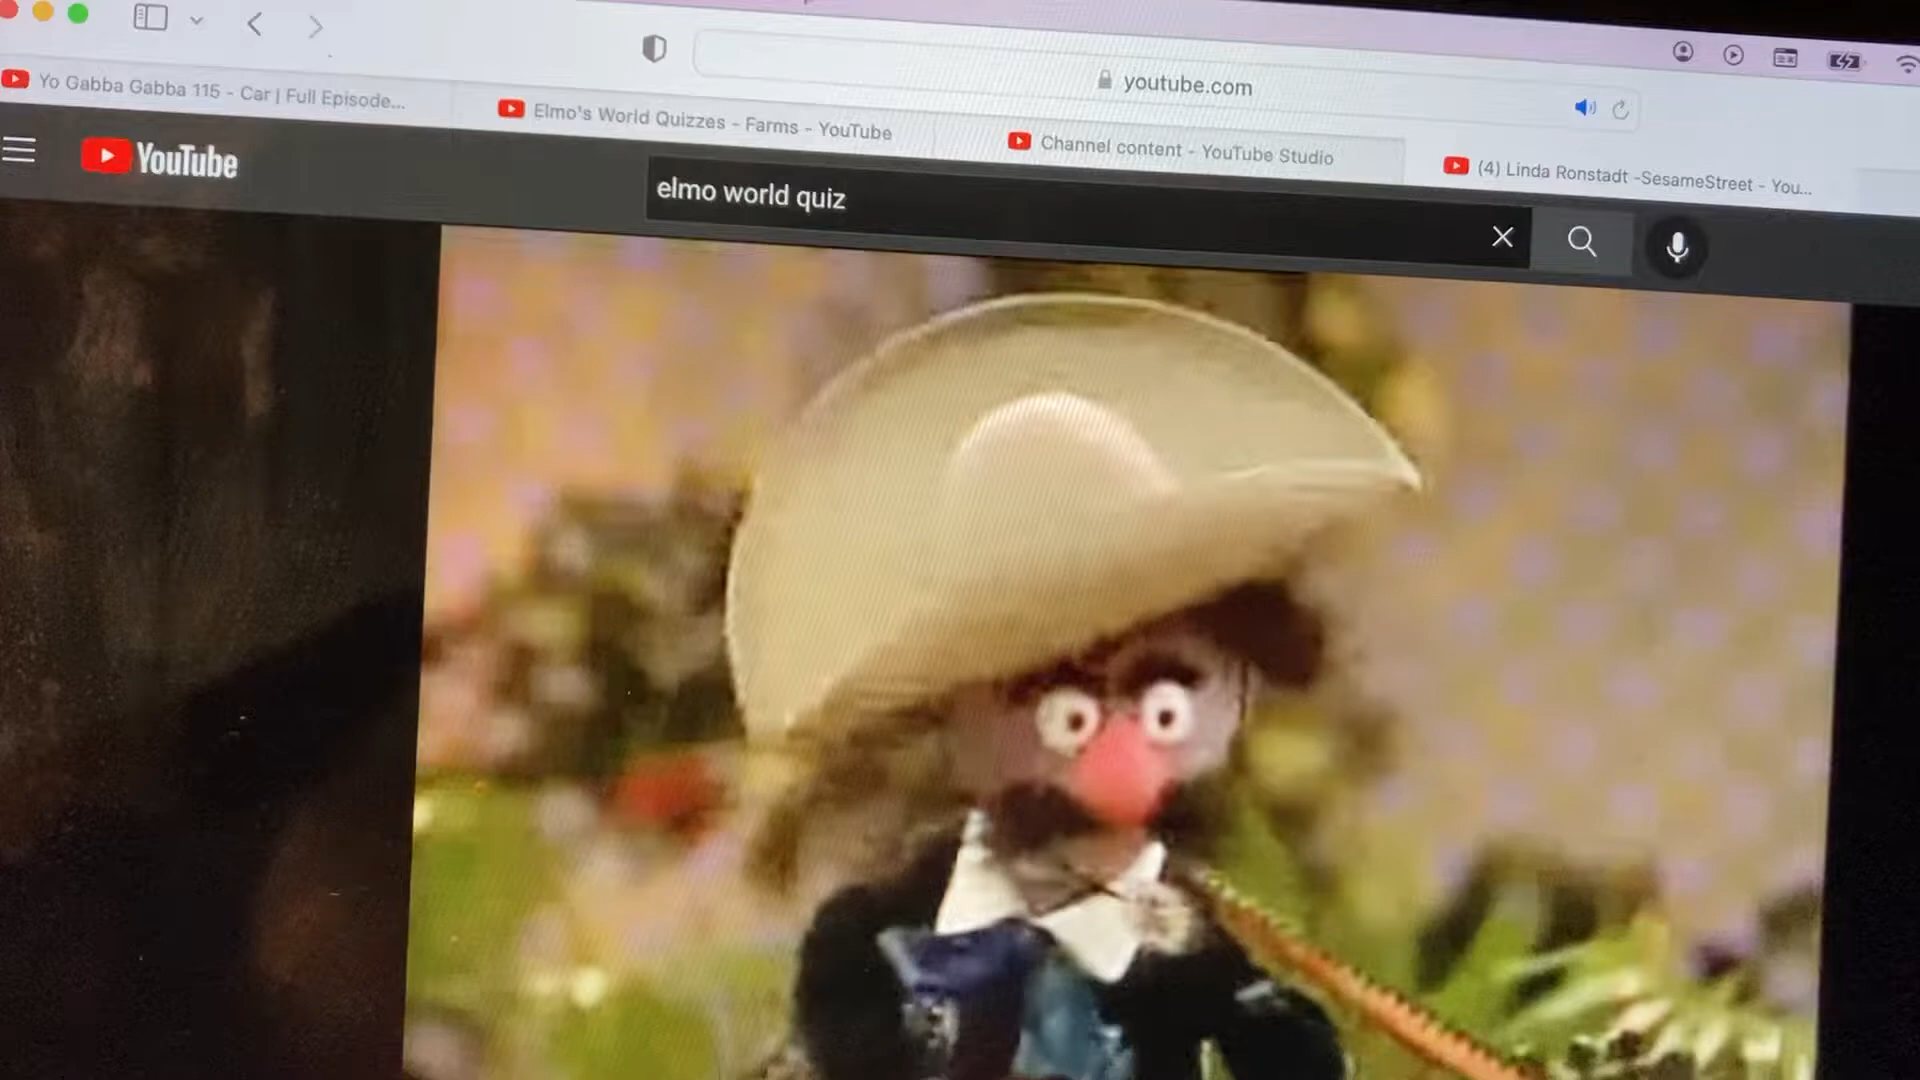 youtube.com
Yo Gabba Gabba 115 - Car | Full Episode...
Elmo's World Quizzes - Farms - YouTube
Channel content - YouTube Studio
(4) Linda Ronstadt -SesameStreet - You...
YouTube
elmo world quiz